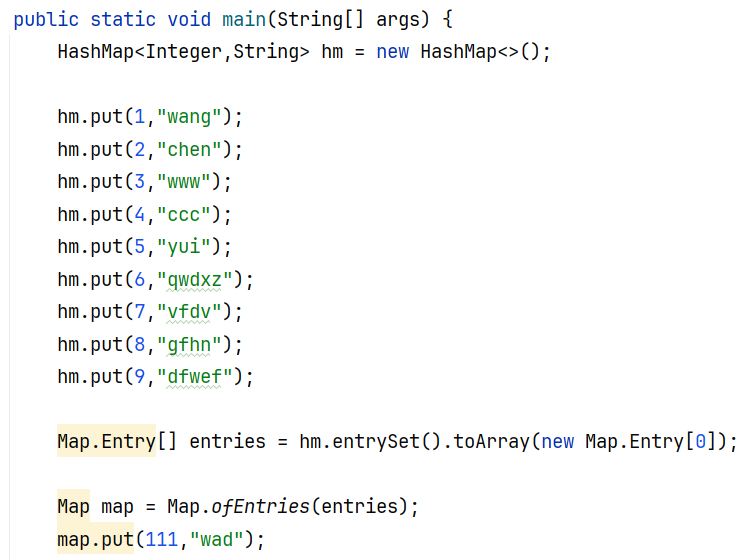 public static void main(String[] args) {
HashMap<Integer,String> hm = new HashMap<>();
hm.put(1,"wang");
hm.put(2,"chen");
hm.put(3,"www");
hm.put(4,"ccc");
hm.put(5,"yui");
hm.put(6,"qwdxz");
hm.put(7,"vfdv");
hm.put(8,"gfhn");
hm.put(9,"dfwef");
Map.Entry[] entries = hm.entrySet().toArray(new Map.Entry[0]);
Map map = Map.ofEntries(entries);
map.put(111,"wad");